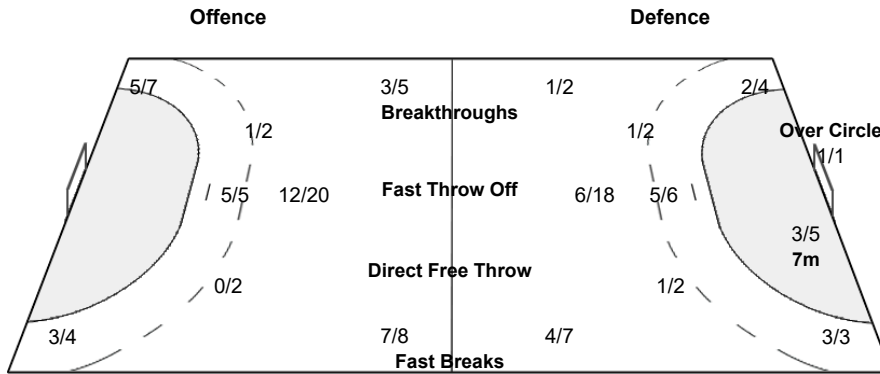 Offence Defence
5/7 3/5 1/2 2/4
Breakthroughs
1/2 1/2 Over Circle
1/1
5/5 12/20 Fast Throw Off 6/18 5/6
3/5
7m
Direct Free Throw
0/2 1/2
3/4 7/8 4/7 3/3
Fast Breaks